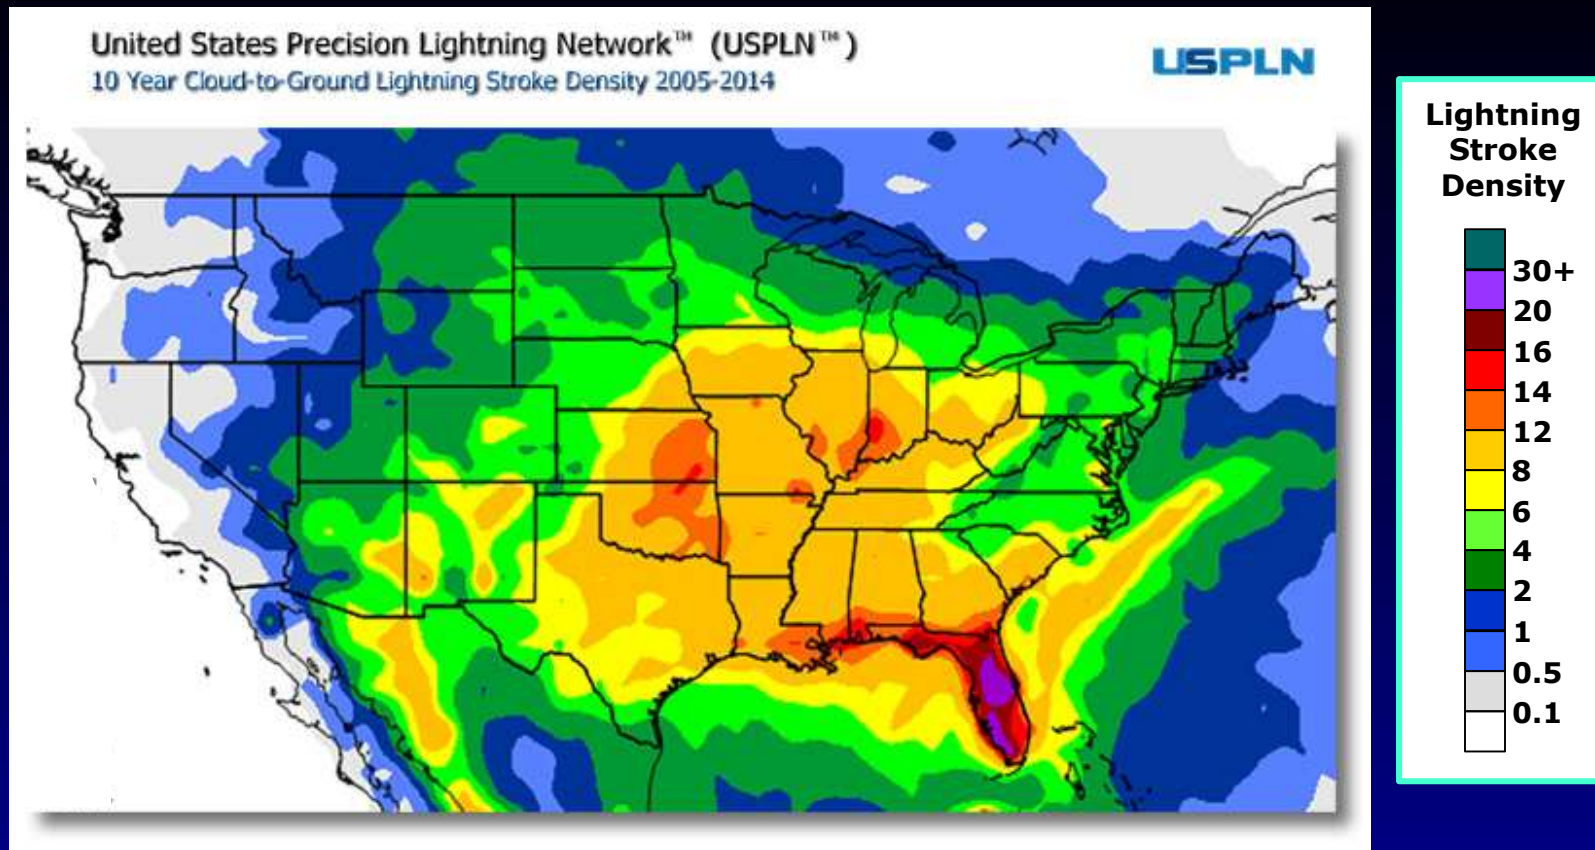 United States Precision Lightning Network™ (USPLN™)
10 Year Cloud-to-Ground Lightning Stroke Density 2005-2014
USPLN
Lightning
Stroke
Density
30+
20
16
14
12
8
6
4
2
1
0.5
0.1